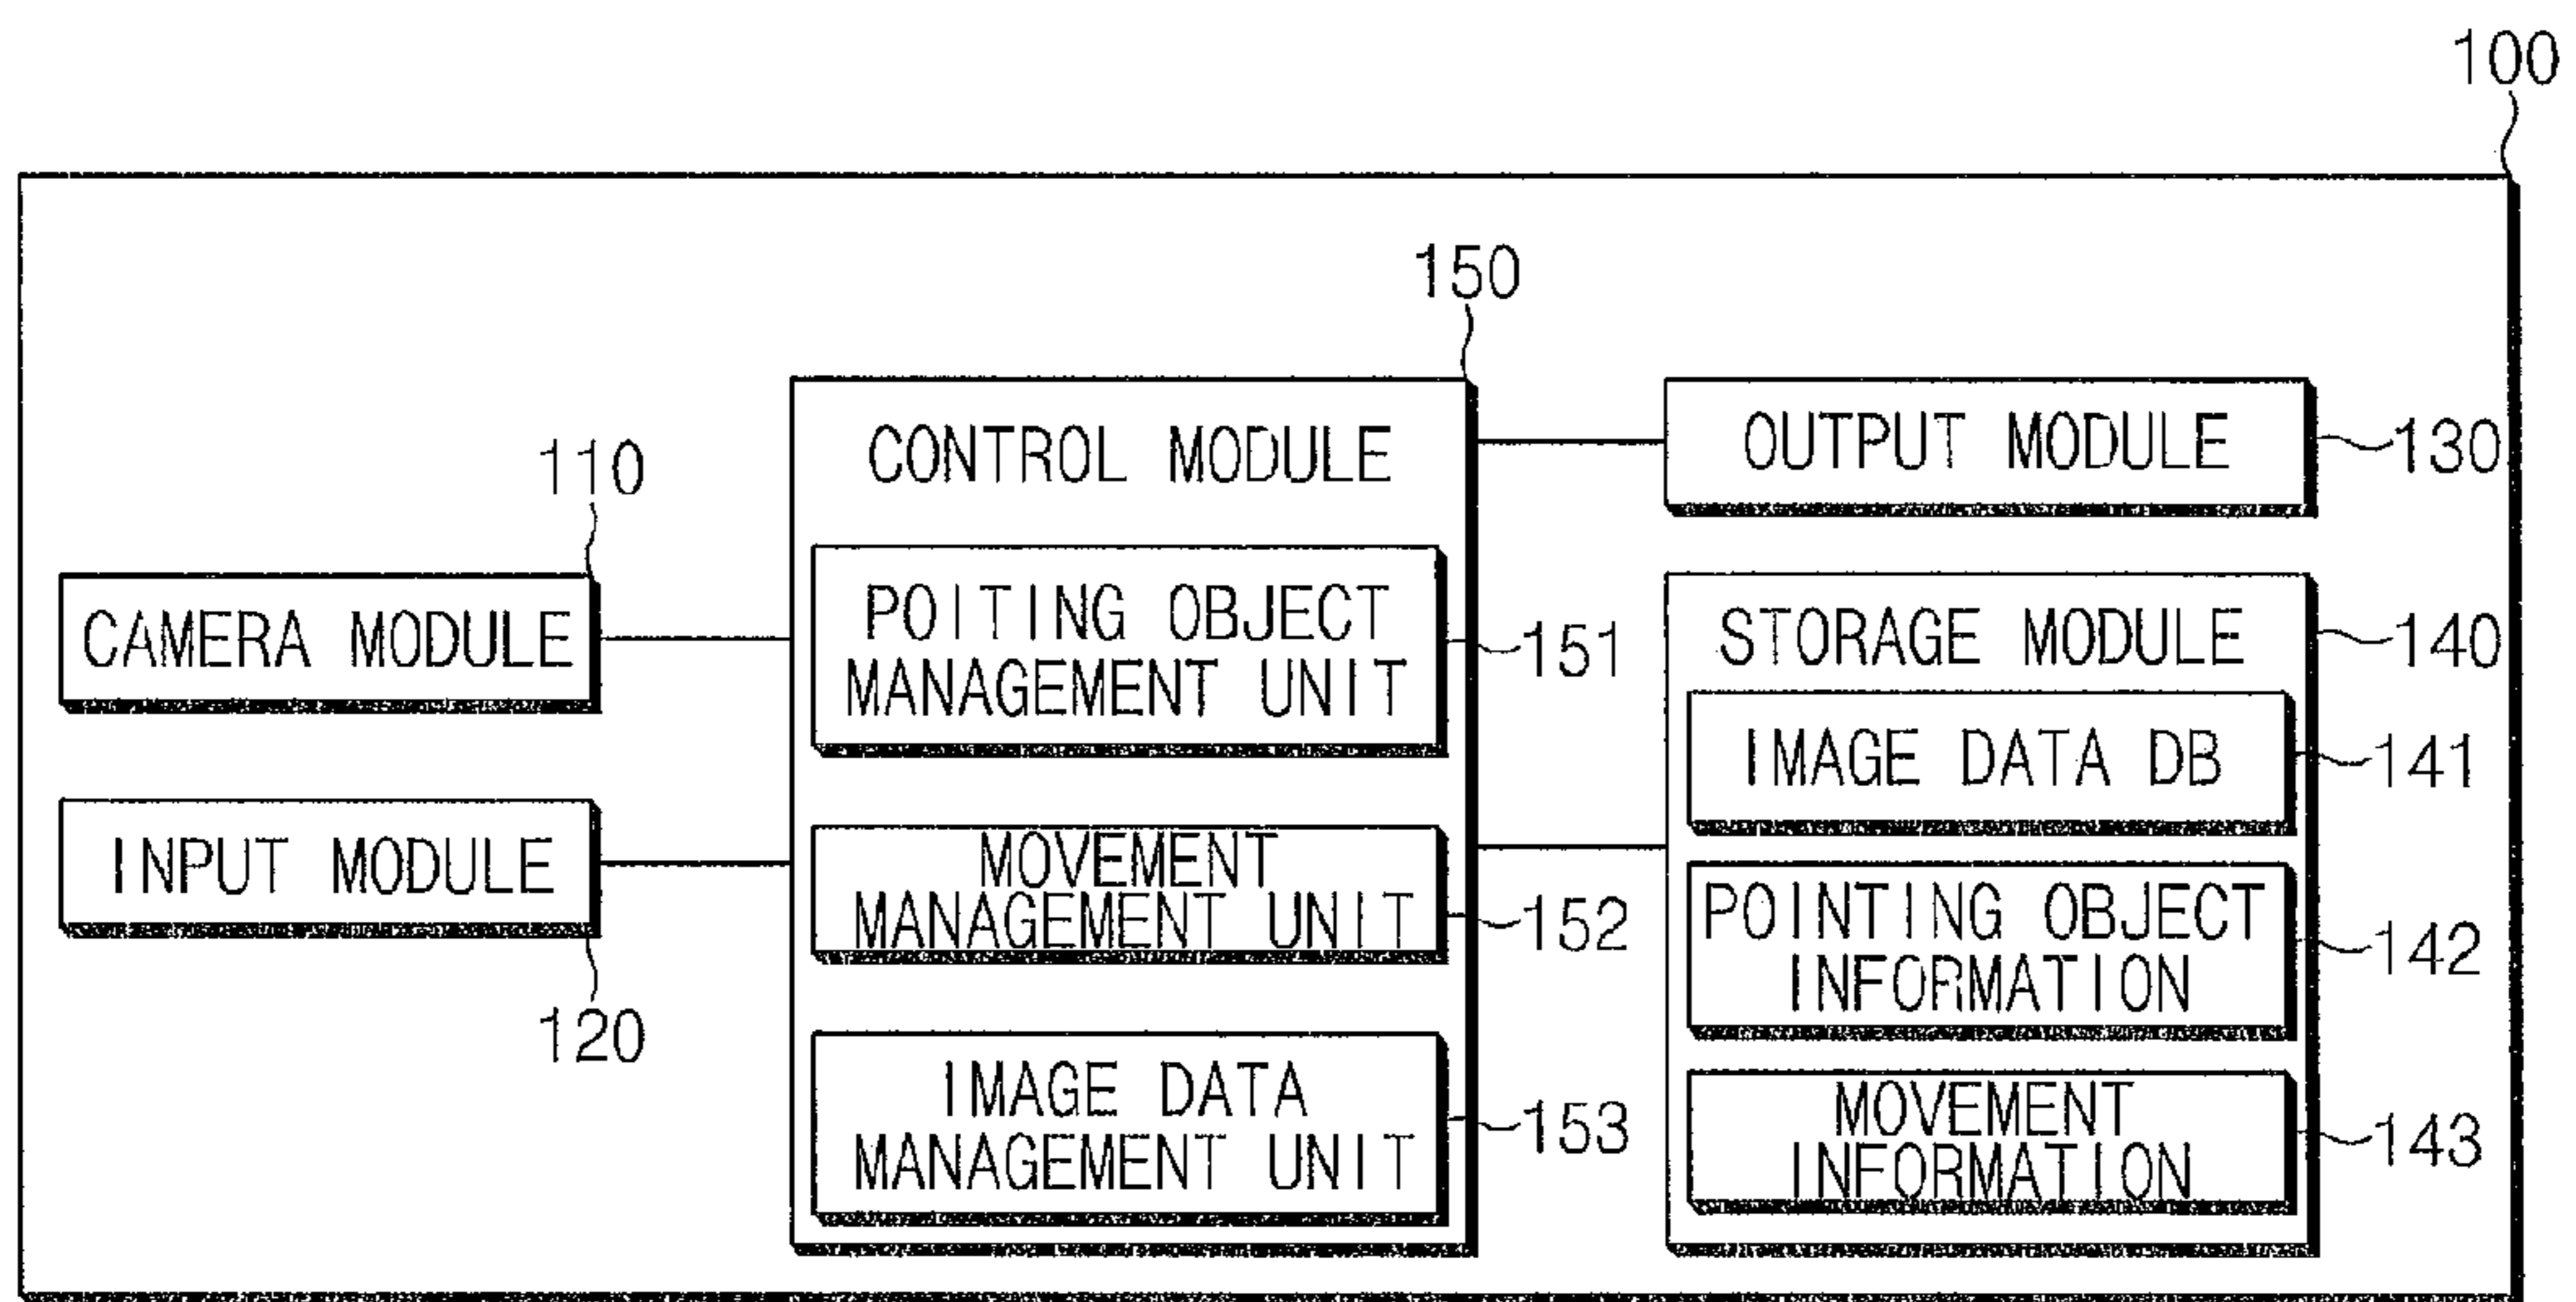 100
150
CONTROL MODULE
OUTPUT MODULE
130
110
CAMERA MODULE
POITING OBJECT
MANAGEMENT UNIT
151
STORAGE MODULE
140
IMAGE DATA DB
141
INPUT MODULE
120
MOVEMENT
MANAGEMENT UNIT
152
POINTING OBJECT
INFORMATION
142
IMAGE DATA
MANAGEMENT UNIT
153
MOVEMENT
INFORMATION
143